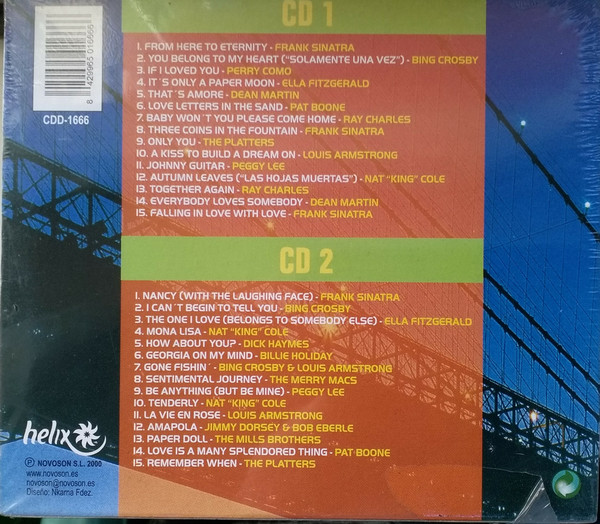 CD 1
1. FROM HERE TO ETERNITY - FRANK SINATRA
2. YOU BELONG TO MY HEART ("SOLAMENTE UNA VEZ") - BING CROSBY
3. IF I LOVED YOU - PERRY COMO
4. IT´S ONLY A PAPER MOON - ELLA FITZGERALD
5. THAT´S AMORE - DEAN MARTIN
6. LOVE LETTERS IN THE SAND - PAT BOONE
7. BABY WON´T YOU PLEASE COME HOME - RAY CHARLES
8. THREE COINS IN THE FOUNTAIN - FRANK SINATRA
9. ONLY YOU - THE PLATTERS
10. A KISS TO BUILD A DREAM ON - LOUIS ARMSTRONG
11. JOHNNY GUITAR - PEGGY LEE
12. AUTUMN LEAVES ("LAS HOJAS MUERTAS") - NAT "KING" COLE
13. TOGETHER AGAIN - RAY CHARLES
14. EVERYBODY LOVES SOMEBODY - DEAN MARTIN
15. FALLING IN LOVE WITH LOVE - FRANK SINATRA
8 429965 016665
CDD-1666
CD 2
1. NANCY (WITH THE LAUGHING FACE) - FRANK SINATRA
2. I CAN´T BEGIN TO TELL YOU - BING CROSBY
3. THE ONE I LOVE (BELONGS TO SOMEBODY ELSE) - ELLA FITZGERALD
4. MONA LISA - NAT "KING" COLE
5. HOW ABOUT YOU? - DICK HAYMES
6. GEORGIA ON MY MIND - BILLIE HOLIDAY
7. GONE FISHIN´ - BING CROSBY & LOUIS ARMSTRONG
8. SENTIMENTAL JOURNEY - THE MERRY MACS
9. BE ANYTHING (BUT BE MINE) - PEGGY LEE
10. TENDERLY - NAT "KING" COLE
11. LA VIE EN ROSE - LOUIS ARMSTRONG
12. AMAPOLA - JIMMY DORSEY & BOB EBERLE
13. PAPER DOLL - THE MILLS BROTHERS
14. LOVE IS A MANY SPLENDORED THING - PAT BOONE
15. REMEMBER WHEN - THE PLATTERS
helix
Ⓟ NOVOSON S.L. 2000
www.novoson.es
novoson@novoson.es
Diseño: Nkama Fdez.